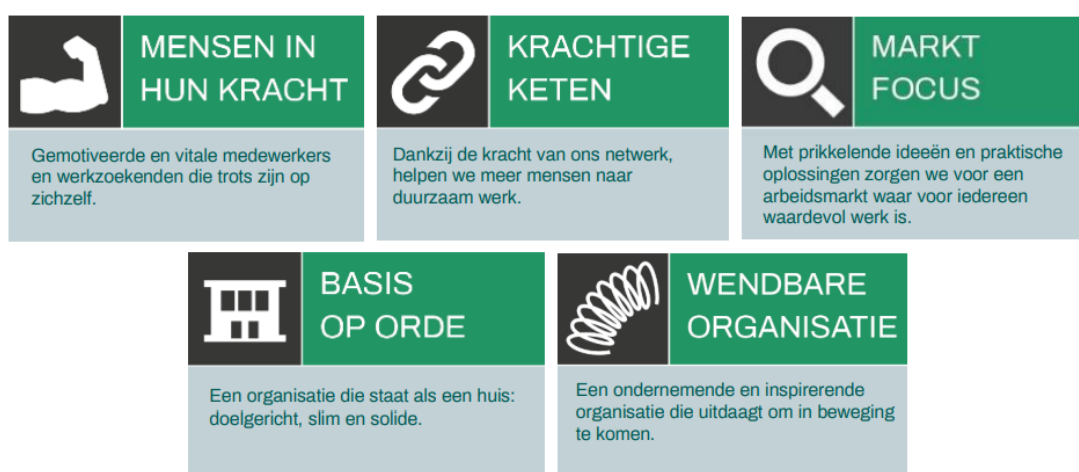 MENSEN IN
HUN KRACHT
Gemotiveerde en vitale medewerkers
en werkzoekenden die trots zijn op
zichzelf.
KRACHTIGE
KETEN
Dankzij de kracht van ons netwerk,
helpen we meer mensen naar
duurzaam werk.
MARKT
FOCUS
Met prikkelende ideeën en praktische
oplossingen zorgen we voor een
arbeidsmarkt waar voor iedereen
waardevol werk is.
BASIS
OP ORDE
Een organisatie die staat als een huis:
doelgericht, slim en solide.
WENDBARE
ORGANISATIE
Een ondernemende en inspirerende
organisatie die uitdaagt om in beweging
te komen.